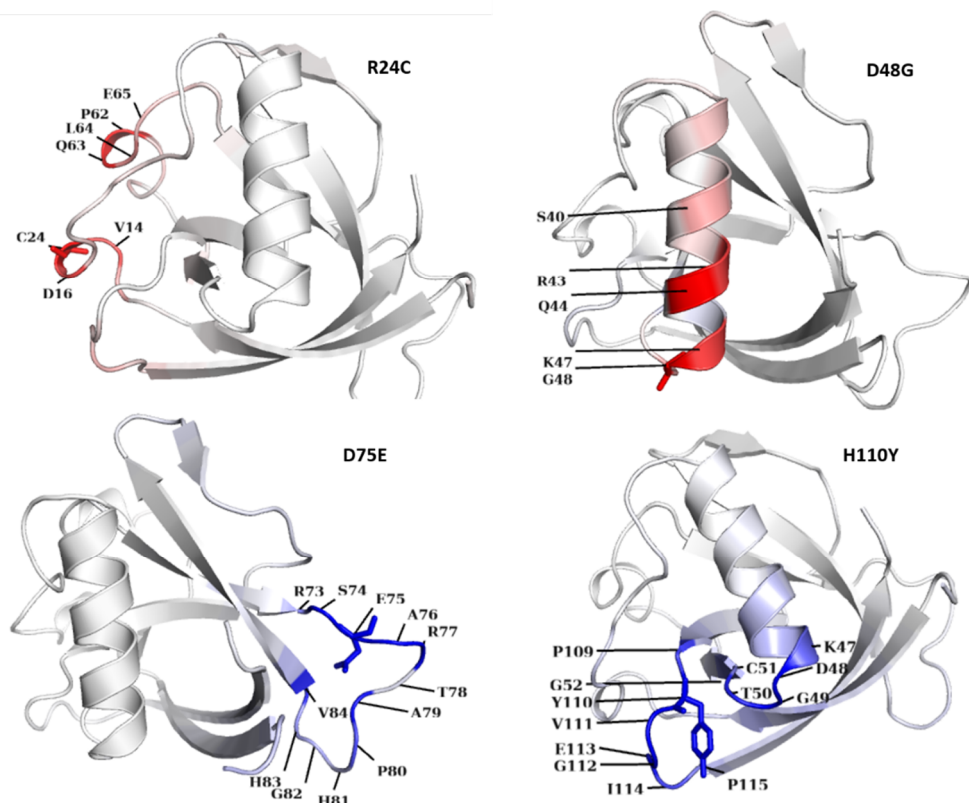 R24C
E65
P62
L64
Q63
V14
C24
D16
D48G
S40
R43
Q44
K47
G48
D75E
R73
S74
E75
A76
R77
T78
A79
V84
P80
H83
G82
H81
H110Y
P109
K47
C51
D48
G52
T50
G49
Y110
V111
E113
G112
P115
I114